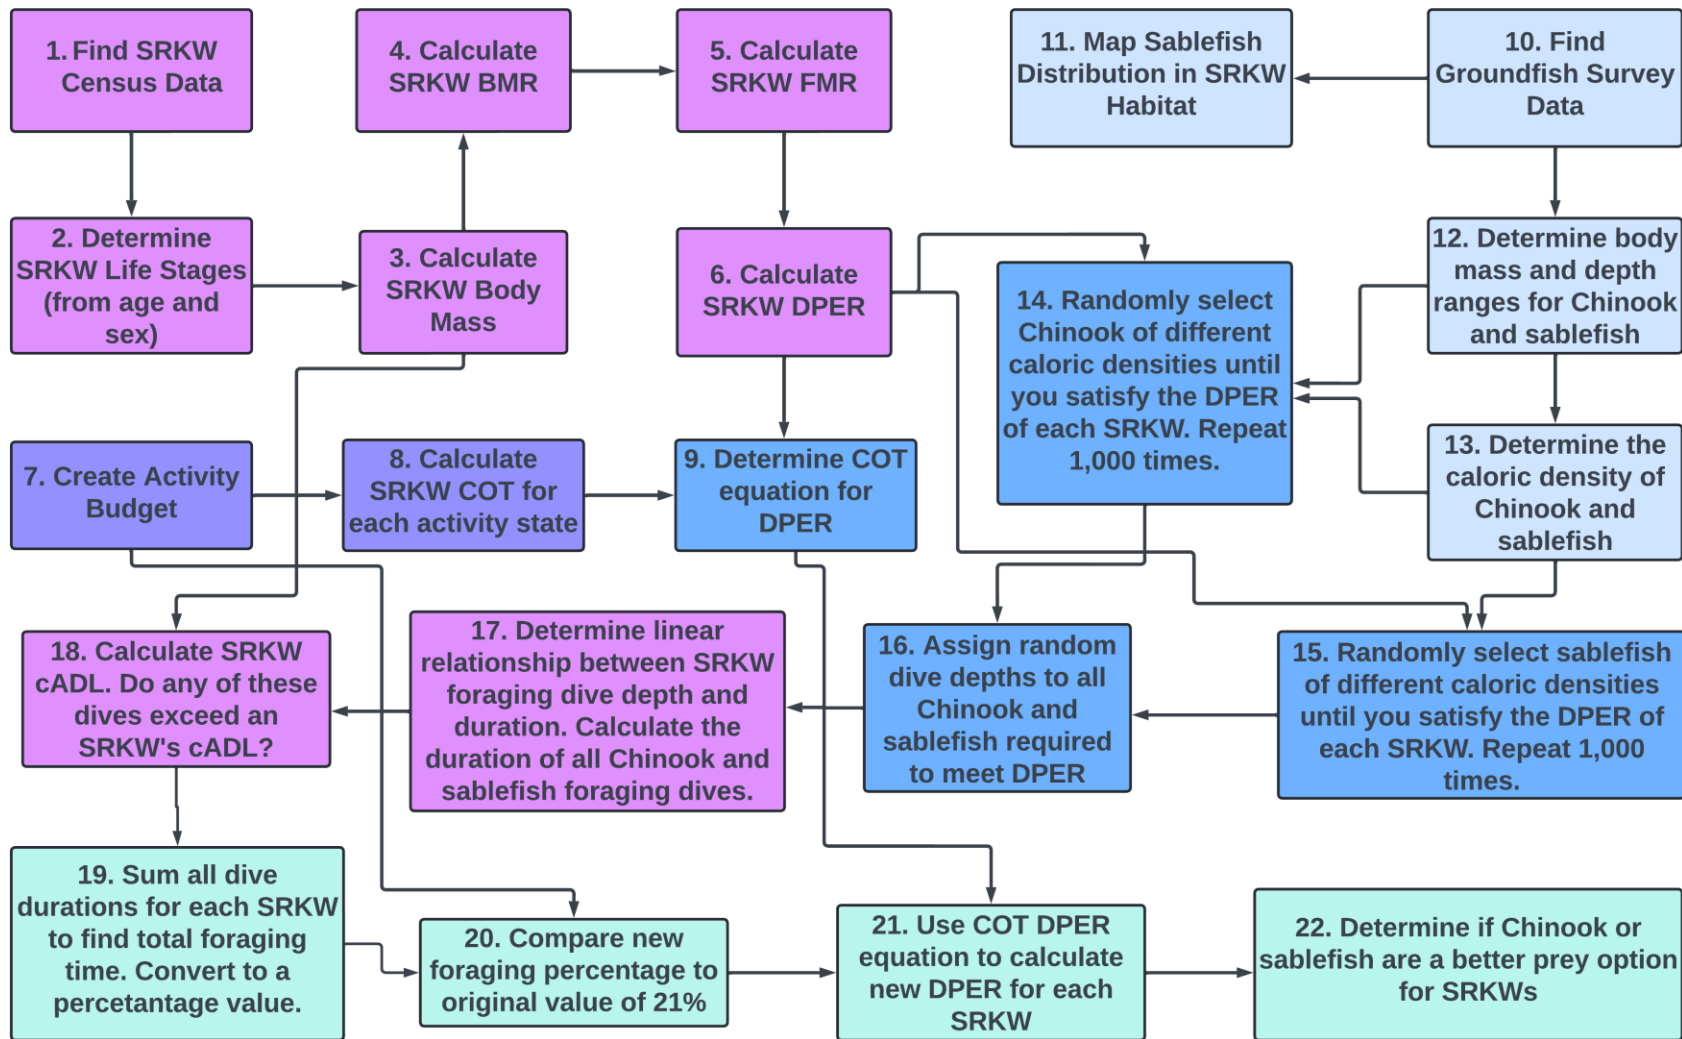 1. Find SRKW
Census Data
4. Calculate
SRKW BMR
5. Calculate
SRKW FMR
11. Map Sablefish
Distribution in SRKW
Habitat
10. Find
Groundfish Survey
Data
2. Determine
SRKW Life Stages
(from age and
sex)
3. Calculate
SRKW Body
Mass
6. Calculate
SRKW DPER
14. Randomly select
Chinook of different
caloric densities until
you satisfy the DPER
of each SRKW. Repeat
1,000 times.
12. Determine body
mass and depth
ranges for Chinook
and sablefish
7. Create Activity
Budget
8. Calculate
SRKW COT for
each activity state
9. Determine COT
equation for
DPER
13. Determine the
caloric density of
Chinook and
sablefish
18. Calculate SRKW
cADL. Do any of these
dives exceed an
SRKW's cADL?
17. Determine linear
relationship between SRKW
foraging dive depth and
duration. Calculate the
duration of all Chinook and
sablefish foraging dives.
16. Assign random
dive depths to all
Chinook and
sablefish required
to meet DPER
15. Randomly select sablefish
of different caloric densities
until you satisfy the DPER of
each SRKW. Repeat 1,000
times.
19. Sum all dive
durations for each SRKW
to find total foraging
time. Convert to a
percetantage value.
20. Compare new
foraging percentage to
original value of 21%
21. Use COT DPER
equation to calculate
new DPER for each
SRKW
22. Determine if Chinook or
sablefish are a better prey option
for SRKWs